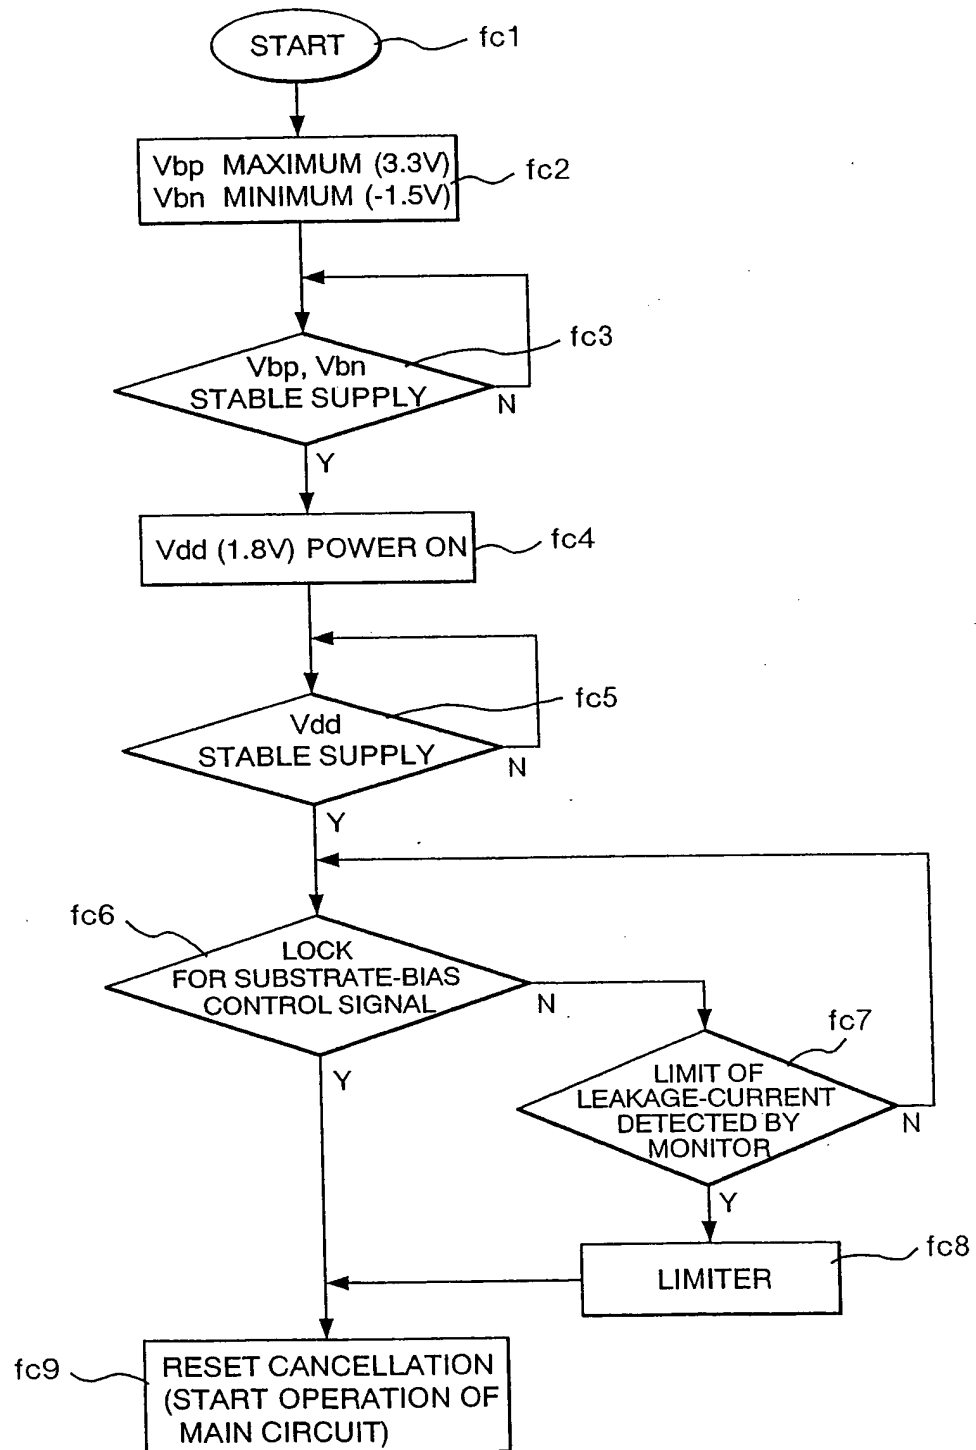 START
fc1
Vbp MAXIMUM (3.3V)
Vbn MINIMUM (-1.5V)
fc2
fc3
Vbp, Vbn
STABLE SUPPLY
N
Y
Vdd (1.8V) POWER ON
fc4
fc5
Vdd
STABLE SUPPLY
N
Y
fc6
LOCK
FOR SUBSTRATE-BIAS
CONTROL SIGNAL
N
Y
fc7
LIMIT OF
LEAKAGE-CURRENT
DETECTED BY
MONITOR
N
Y
LIMITER
fc8
fc9
RESET CANCELLATION
(START OPERATION OF
MAIN CIRCUIT)